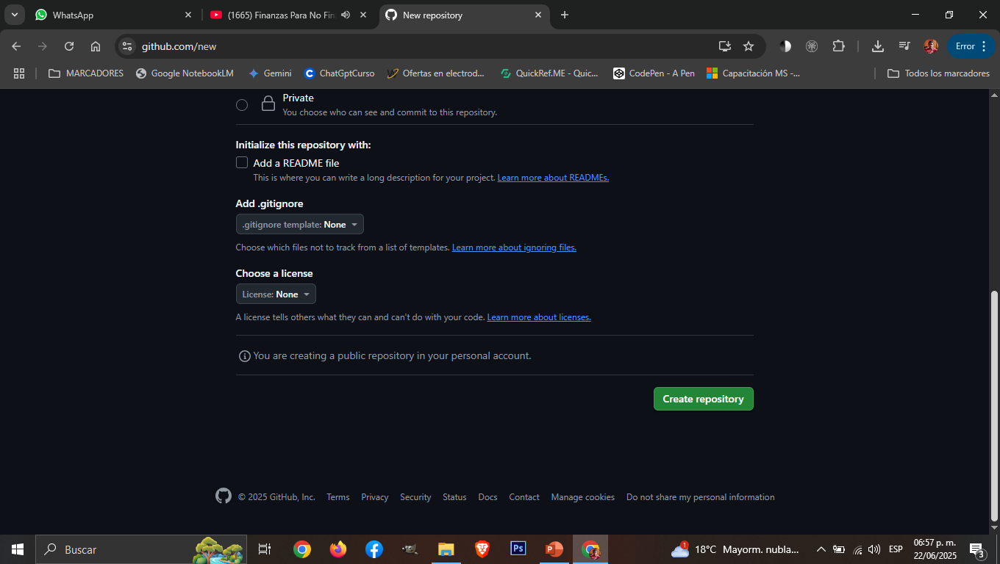 WhatsApp
(1665) Finanzas Para No Fin
New repository
github.com/new
Error
MARCADORES
Google NotebookLM
Gemini
ChatGptCurso
Ofertas en electrod...
QuickRef.ME - Quic...
CodePen - A Pen
Capacitación MS -...
Todos los marcadores
Private
You choose who can see and commit to this repository.
Initialize this repository with:
Add a README file
This is where you can write a long description for your project. Learn more about READMEs.
Add .gitignore
.gitignore template: None
Choose which files not to track from a list of templates. Learn more about ignoring files.
Choose a license
License: None
A license tells others what they can and can't do with your code. Learn more about licenses.
You are creating a public repository in your personal account.
Create repository
© 2025 GitHub, Inc.
Terms
Privacy
Security
Status
Docs
Contact
Manage cookies
Do not share my personal information
Buscar
Ps
P
1
18°C Mayorm. nubla...
ESP
06:57 p. m.
22/06/2025
3